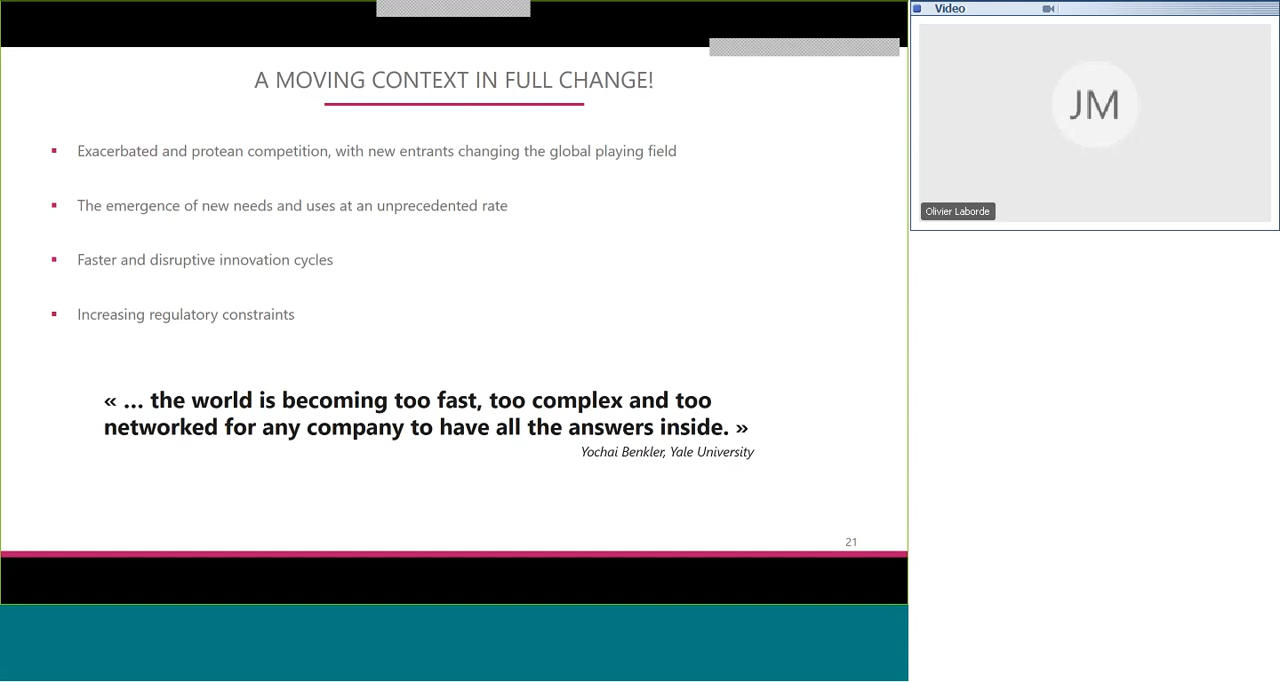 A MOVING CONTEXT IN FULL CHANGE!
▪ Exacerbated and protean competition, with new entrants changing the global playing field
▪ The emergence of new needs and uses at an unprecedented rate
▪ Faster and disruptive innovation cycles
▪ Increasing regulatory constraints
« ... the world is becoming too fast, too complex and too
networked for any company to have all the answers inside. »
Yochai Benkler, Yale University
21
Video
JM
Olivier Laborde